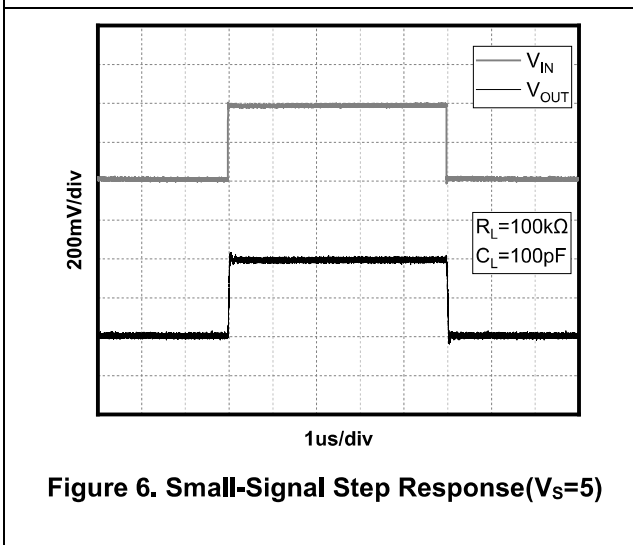 V_IN
V_OUT
200mV/div
R_L=100kΩ
C_L=100pF
1us/div
Figure 6. Small-Signal Step Response(V_S=5)